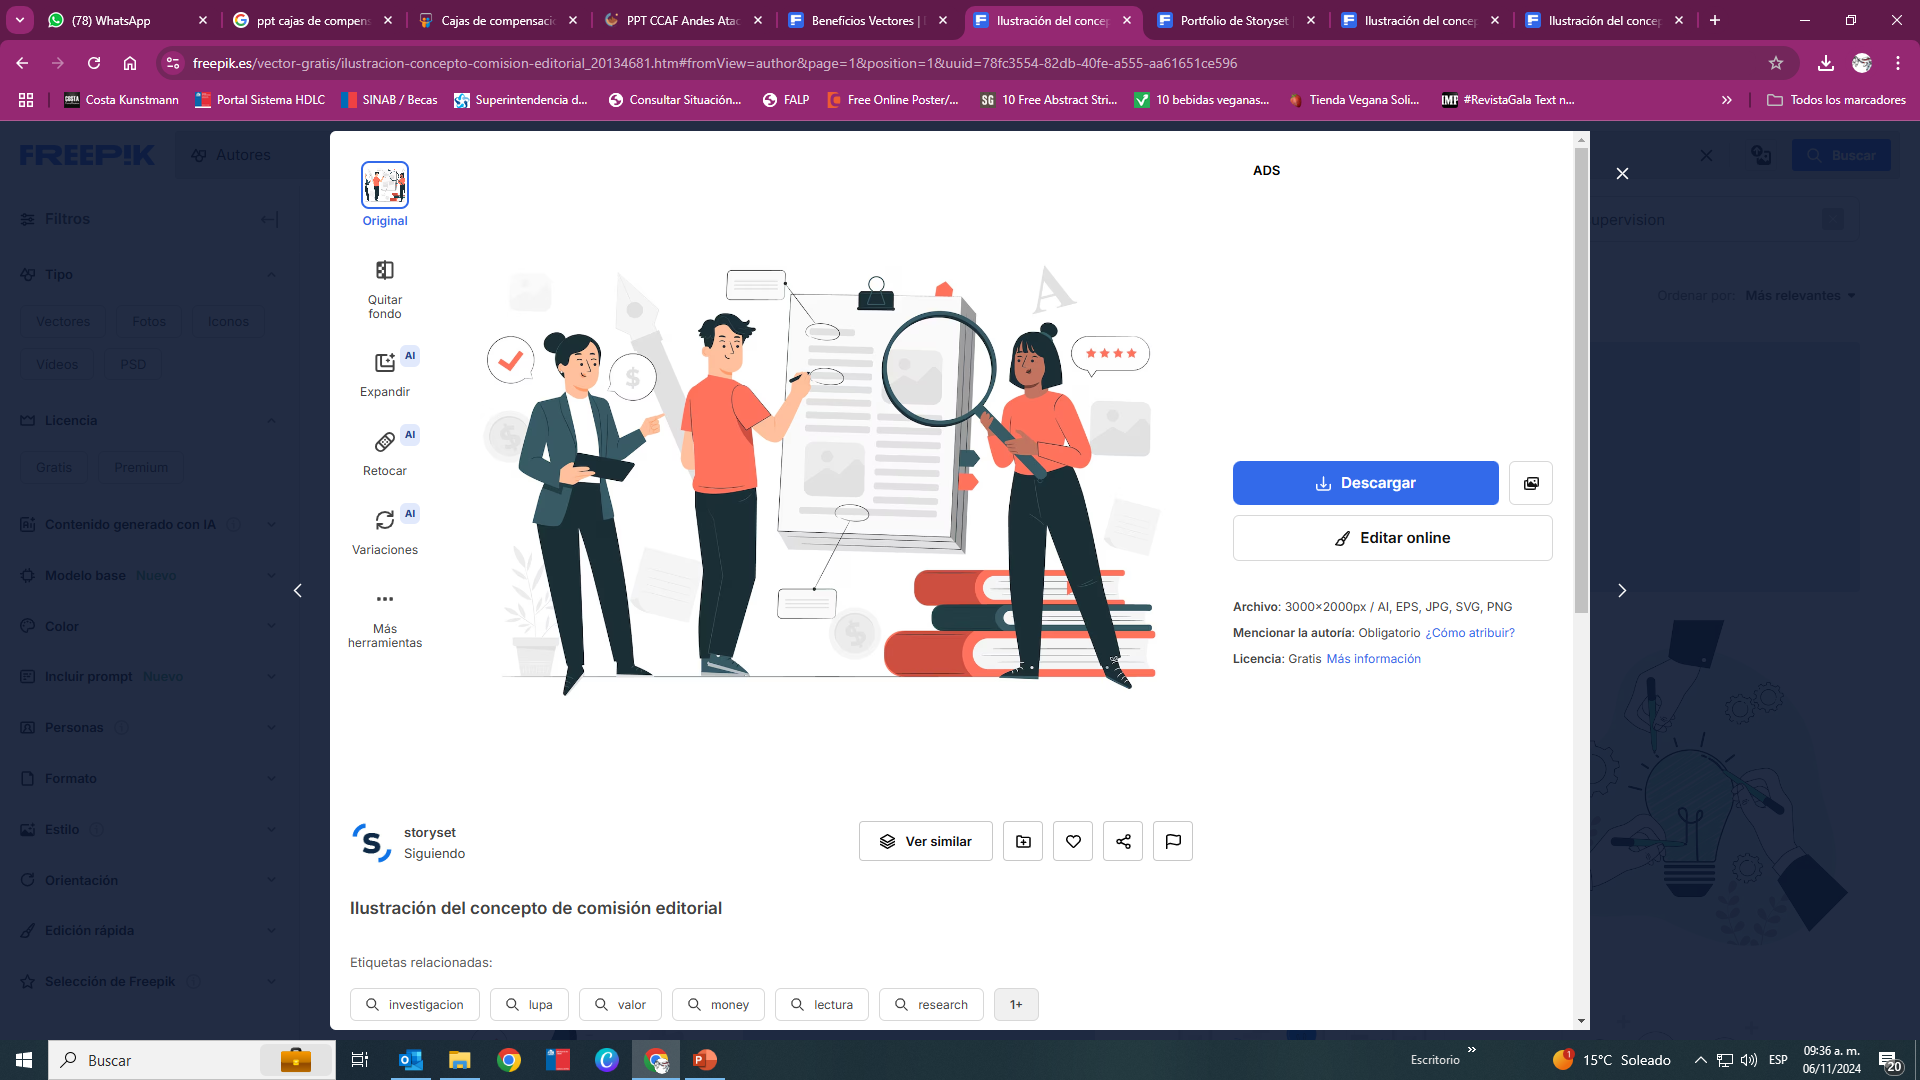 (78) WhatsApp
ppt cajas de compens
Cajas de compensació
PPT CCAF Andes Atac
Beneficios Vectores |
Ilustración del concep
Portfolio de Storyset
Ilustración del concep
Ilustración del concep
freepik.es/vector-gratis/ilustracion-concepto-comision-editorial_20134681.htm#fromView=author&page=1&position=1&uuid=78fc3554-82db-40fe-a555-aa61651ce596
Costa Kunstmann
Portal Sistema HDLC
SINAB / Becas
Superintendencia d...
Consultar Situación...
FALP
Free Online Poster/...
SG 10 Free Abstract Stri...
10 bebidas veganas...
Tienda Vegana Soli...
IMP #RevistaGala Text n...
Todos los marcadores
FREEPIK
Autores
Buscar
Filtros
upervision
Tipo
Ordenar por: Más relevantes
Vectores
Fotos
Iconos
Vídeos
PSD
Licencia
Gratis
Premium
Contenido generado con IA
Modelo base Nuevo
Color
Incluir prompt Nuevo
Personas
Formato
Estilo
Orientación
Edición rápida
Selección de Freepik
Original
Quitar
fondo
AI
Expandir
AI
Retocar
AI
Variaciones
Más
herramientas
A
$
$
$
ADS
Descargar
Editar online
Archivo: 3000×2000px / AI, EPS, JPG, SVG, PNG
Mencionar la autoría: Obligatorio ¿Cómo atribuir?
Licencia: Gratis Más información
storyset
Siguiendo
Ver similar
Ilustración del concepto de comisión editorial
Etiquetas relacionadas:
investigacion
lupa
valor
money
lectura
research
1+
Buscar
Escritorio
1
15°C Soleado
ESP
09:36 a. m.
06/11/2024
20